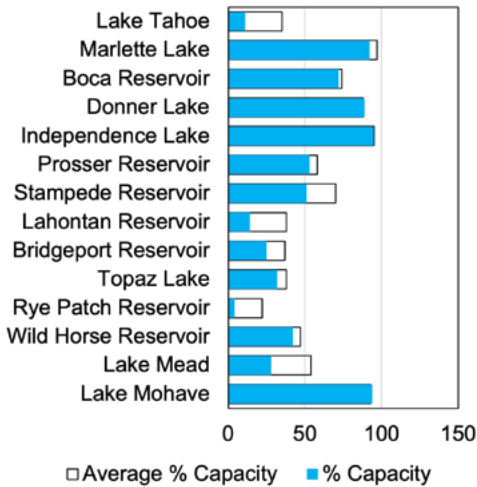 Lake Tahoe
Marlette Lake
Boca Reservoir
Donner Lake
Independence Lake
Prosser Reservoir
Stampede Reservoir
Lahontan Reservoir
Bridgeport Reservoir
Topaz Lake
Rye Patch Reservoir
Wild Horse Reservoir
Lake Mead
Lake Mohave
0 50 100 150
Average % Capacity % Capacity